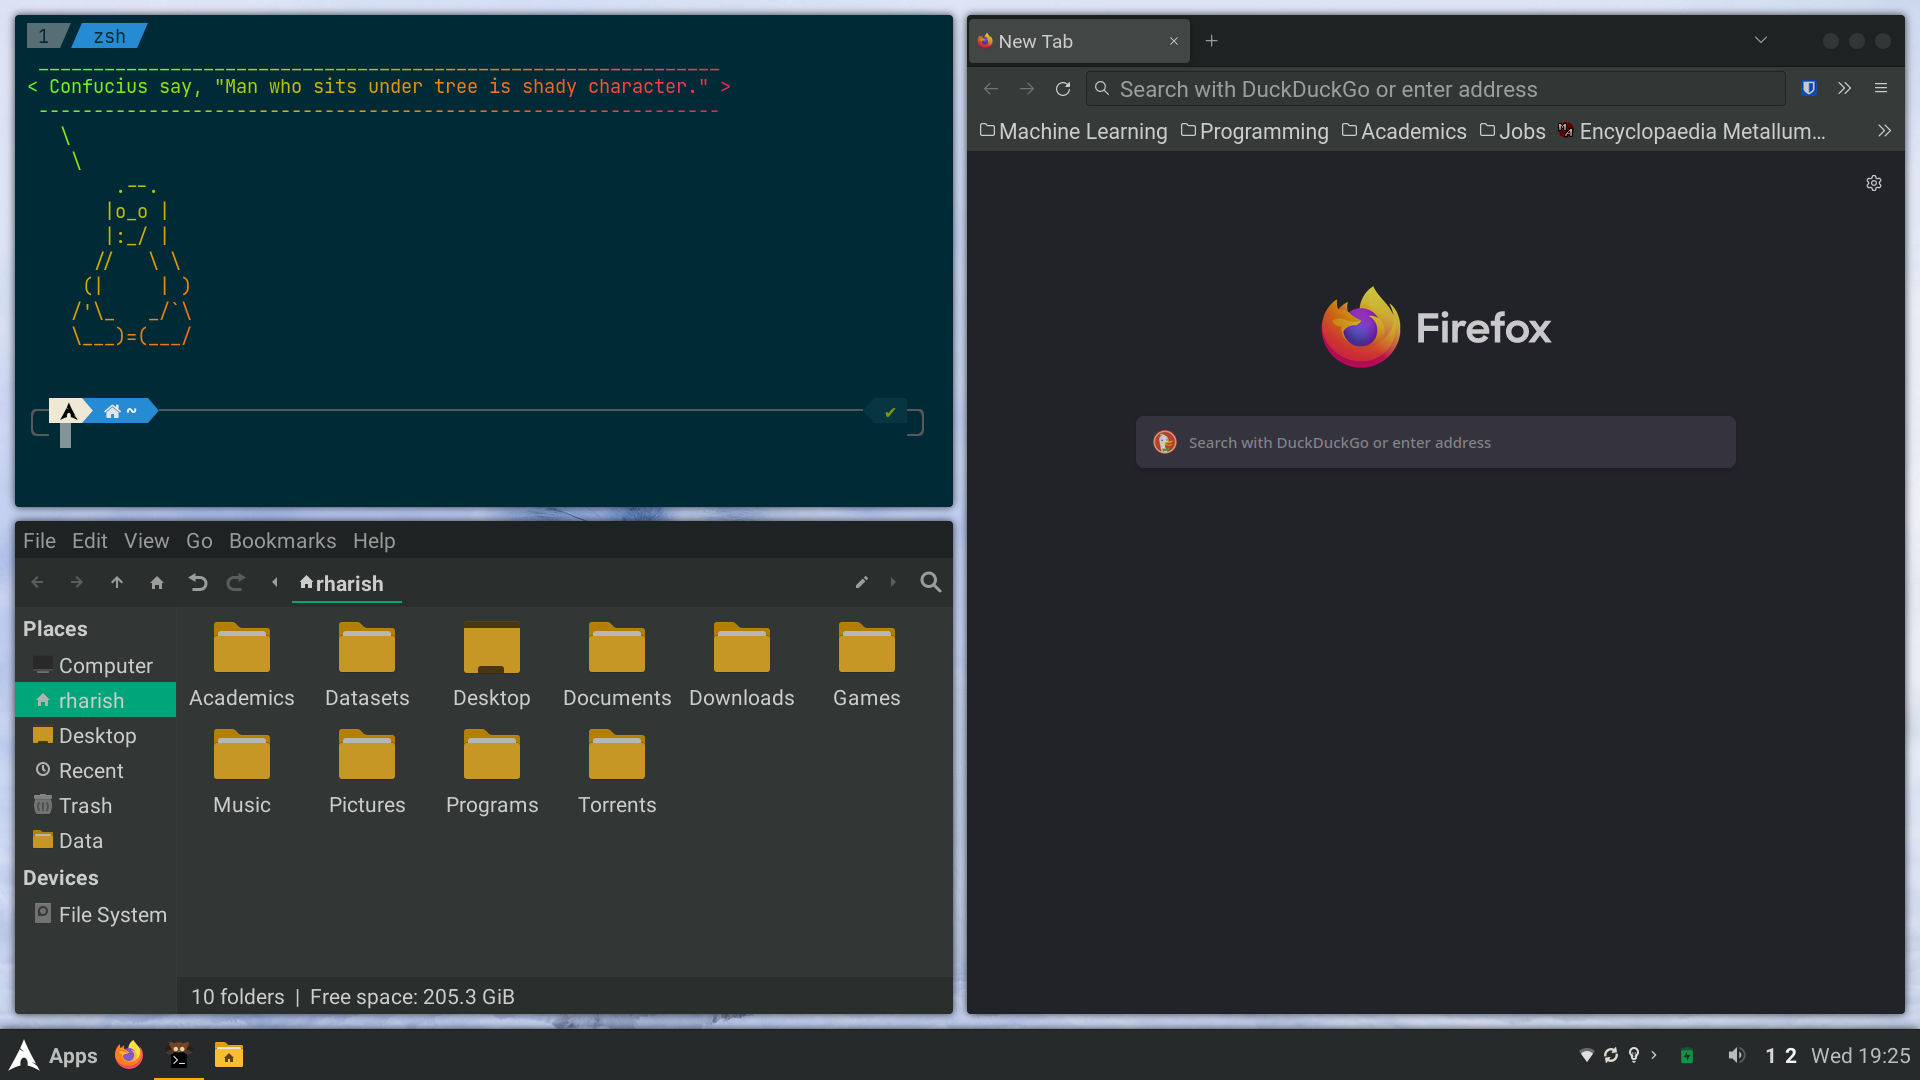 1 zsh
< Confucius say, "Man who sits under tree is shady character." >
File Edit View Go Bookmarks Help
rharish
Places
Computer
rharish
Desktop
Recent
Trash
Data
Devices
File System
Academics Datasets Desktop Documents Downloads Games
Music Pictures Programs Torrents
10 folders | Free space: 205.3 GiB
New Tab
Search with DuckDuckGo or enter address
Machine Learning Programming Academics Jobs Encyclopaedia Metallum…
Firefox
Search with DuckDuckGo or enter address
Apps
1 2 Wed 19:25